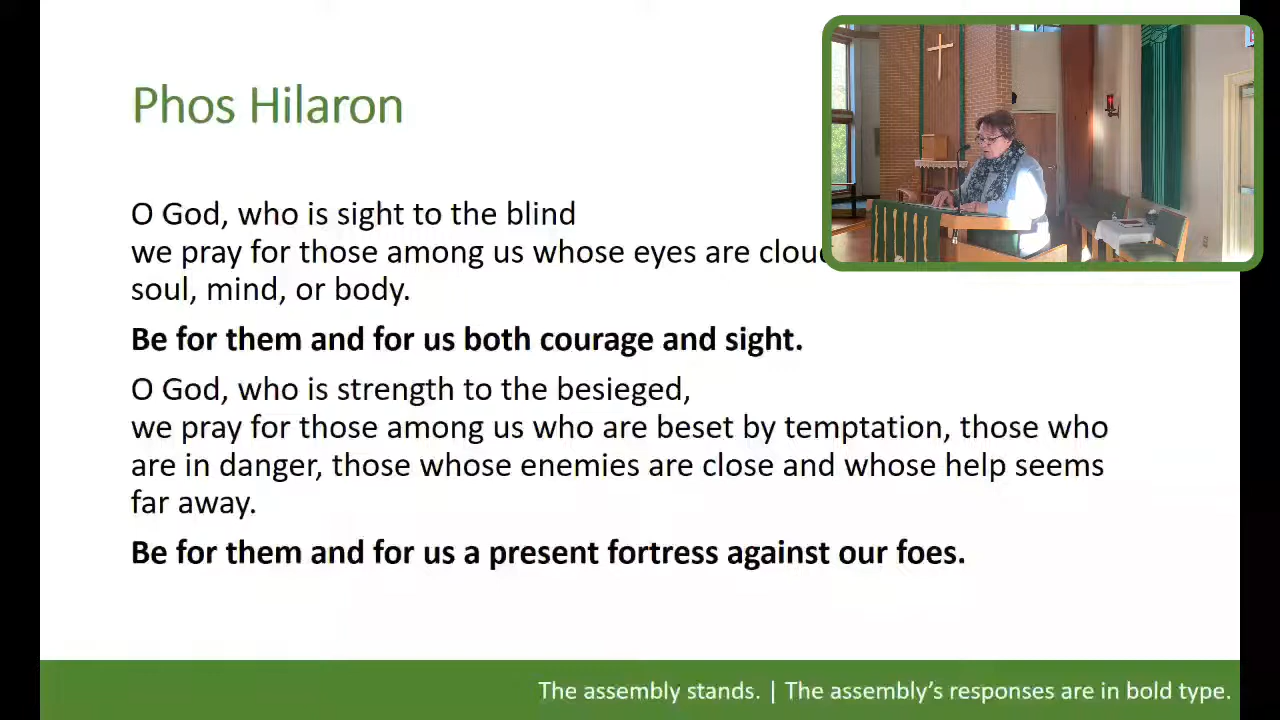 Phos Hilaron
O God, who is sight to the blind
we pray for those among us whose eyes are
soul, mind, or body.
Be for them and for us both courage and sight.
O God, who is strength to the besieged,
we pray for those among us who are beset by temptation, those who
are in danger, those whose enemies are close and whose help seems
far away.
Be for them and for us a present fortress against our foes.
The assembly stands. | The assembly’s responses are in bold type.